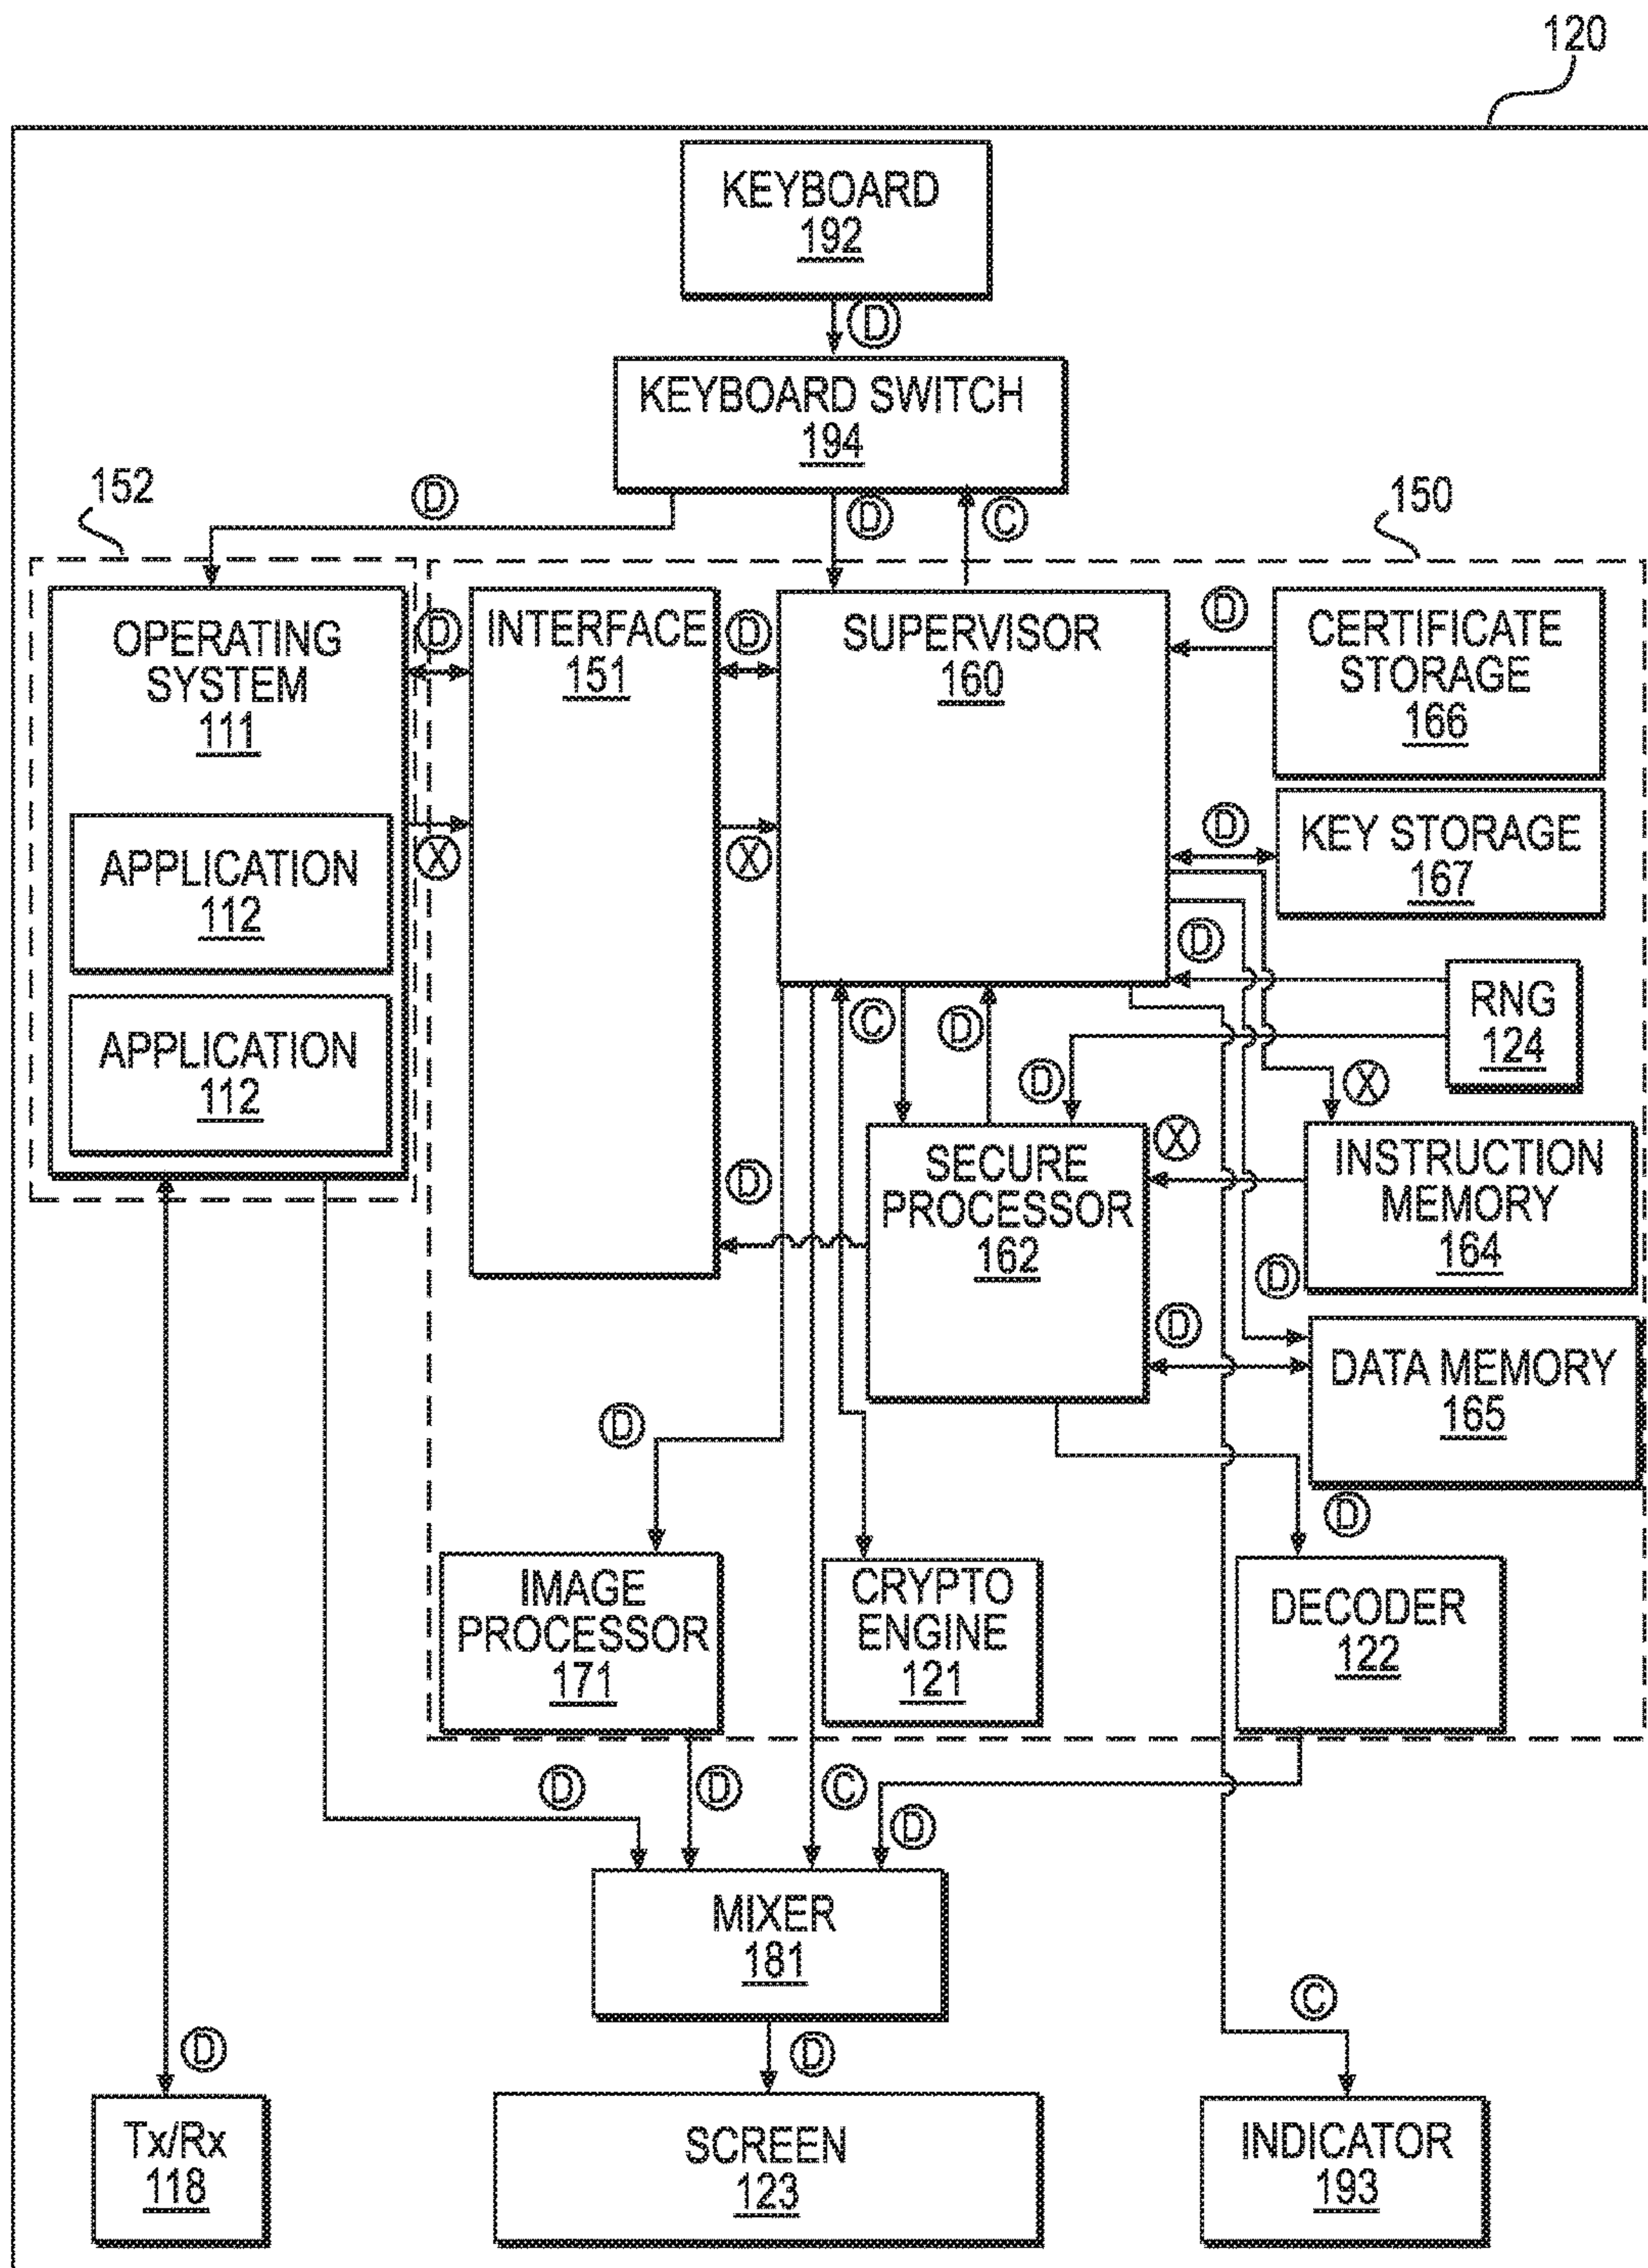 120
KEYBOARD
192
D
KEYBOARD SWITCH
194
152
D
D
C
150
OPERATING
SYSTEM
111
D
INTERFACE
151
D
SUPERVISOR
160
D
CERTIFICATE
STORAGE
166
APPLICATION
112
X
X
D
KEY STORAGE
167
D
APPLICATION
112
C
D
D
RNG
124
X
D
SECURE
PROCESSOR
162
X
INSTRUCTION
MEMORY
164
D
D
DATA MEMORY
165
D
D
IMAGE
PROCESSOR
171
CRYPTO
ENGINE
121
DECODER
122
D
D
C
D
MIXER
181
C
D
D
Tx/Rx
118
SCREEN
123
INDICATOR
193